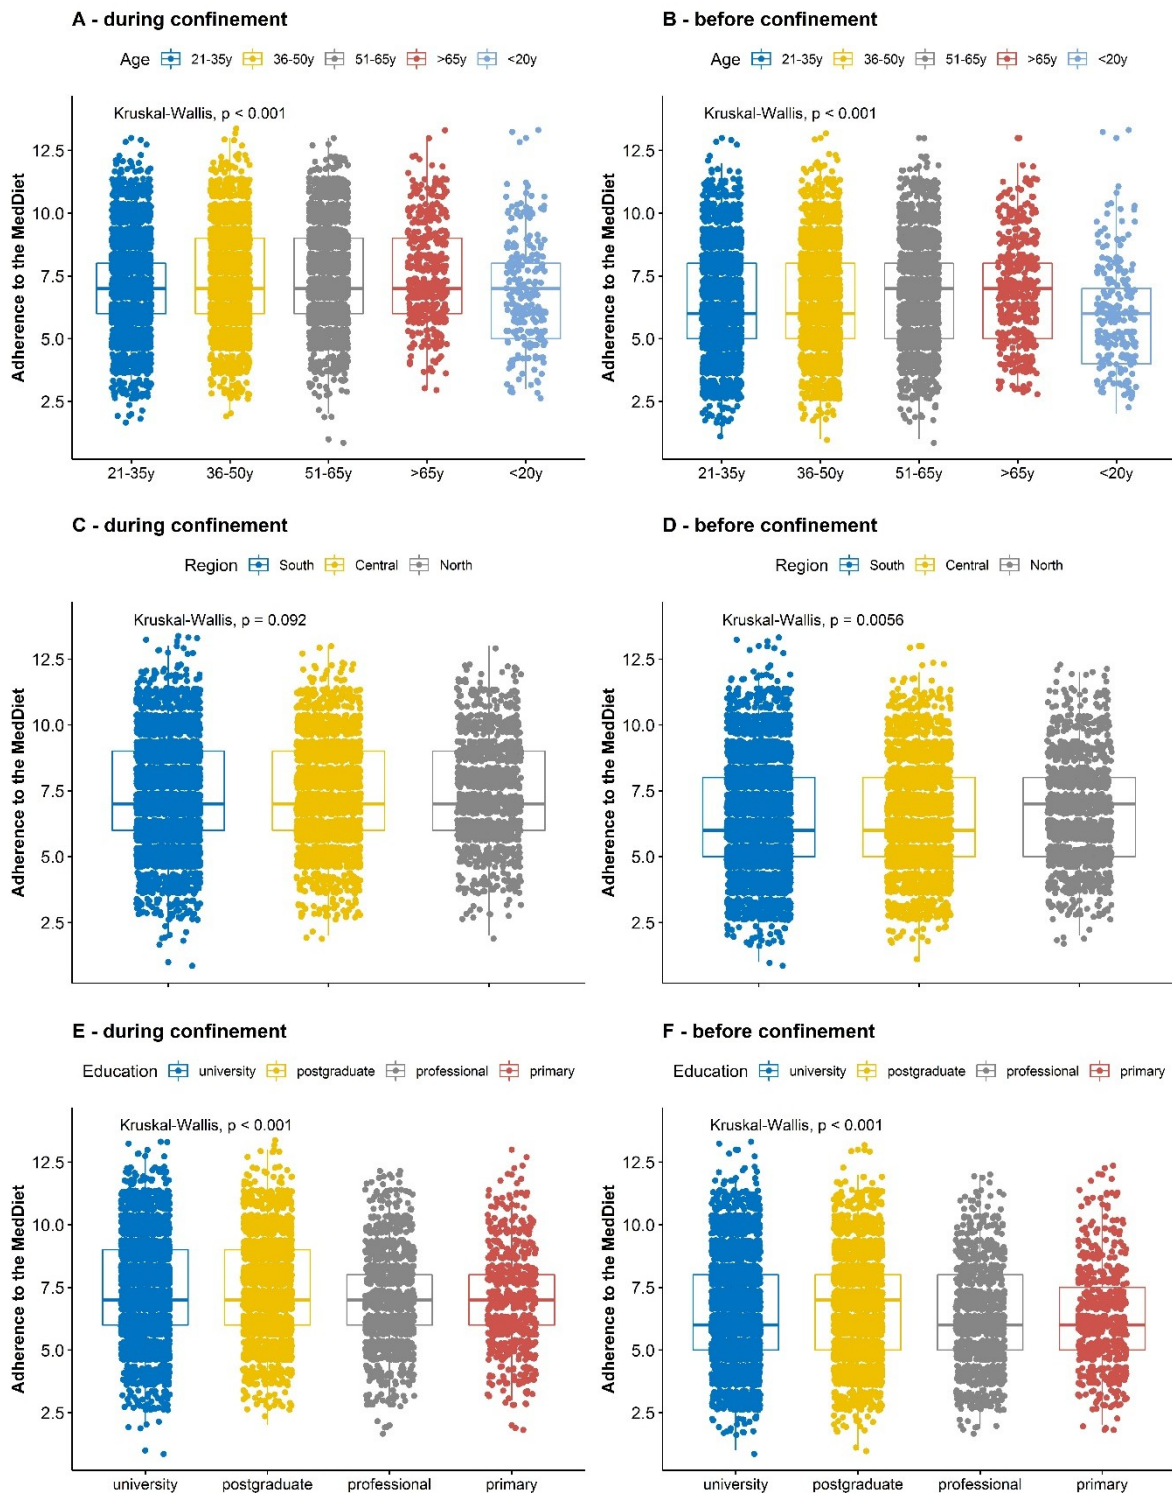 A - during confinement
Age 21-35y 36-50y 51-65y >65y <20y
Kruskal-Wallis, p < 0.001
Adherence to the MedDiet
12.5
10.0
7.5
5.0
2.5
21-35y 36-50y 51-65y >65y <20y
B - before confinement
Age 21-35y 36-50y 51-65y >65y <20y
Kruskal-Wallis, p < 0.001
Adherence to the MedDiet
12.5
10.0
7.5
5.0
2.5
21-35y 36-50y 51-65y >65y <20y
C - during confinement
Region South Central North
Kruskal-Wallis, p = 0.092
Adherence to the MedDiet
12.5
10.0
7.5
5.0
2.5
D - before confinement
Region South Central North
Kruskal-Wallis, p = 0.0056
Adherence to the MedDiet
12.5
10.0
7.5
5.0
2.5
E - during confinement
Education university postgraduate professional primary
Kruskal-Wallis, p < 0.001
Adherence to the MedDiet
12.5
10.0
7.5
5.0
2.5
university postgraduate professional primary
F - before confinement
Education university postgraduate professional primary
Kruskal-Wallis, p < 0.001
Adherence to the MedDiet
12.5
10.0
7.5
5.0
2.5
university postgraduate professional primary